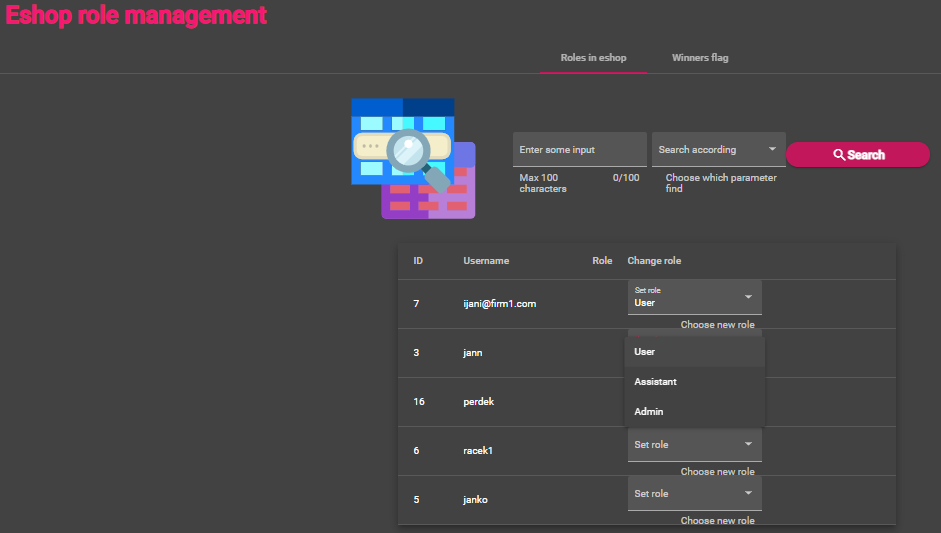 Eshop role management
Roles in eshop Winners flag
Enter some input Search according Search
Max 100 characters 0/100 Choose which parameter find
ID Username Role Change role
Set role
7 ijani@firm1.com User
Choose new role
3 jann User
Assistant
16 perdek
Admin
6 racek1 Set role
Choose new role
5 janko Set role
Choose new role